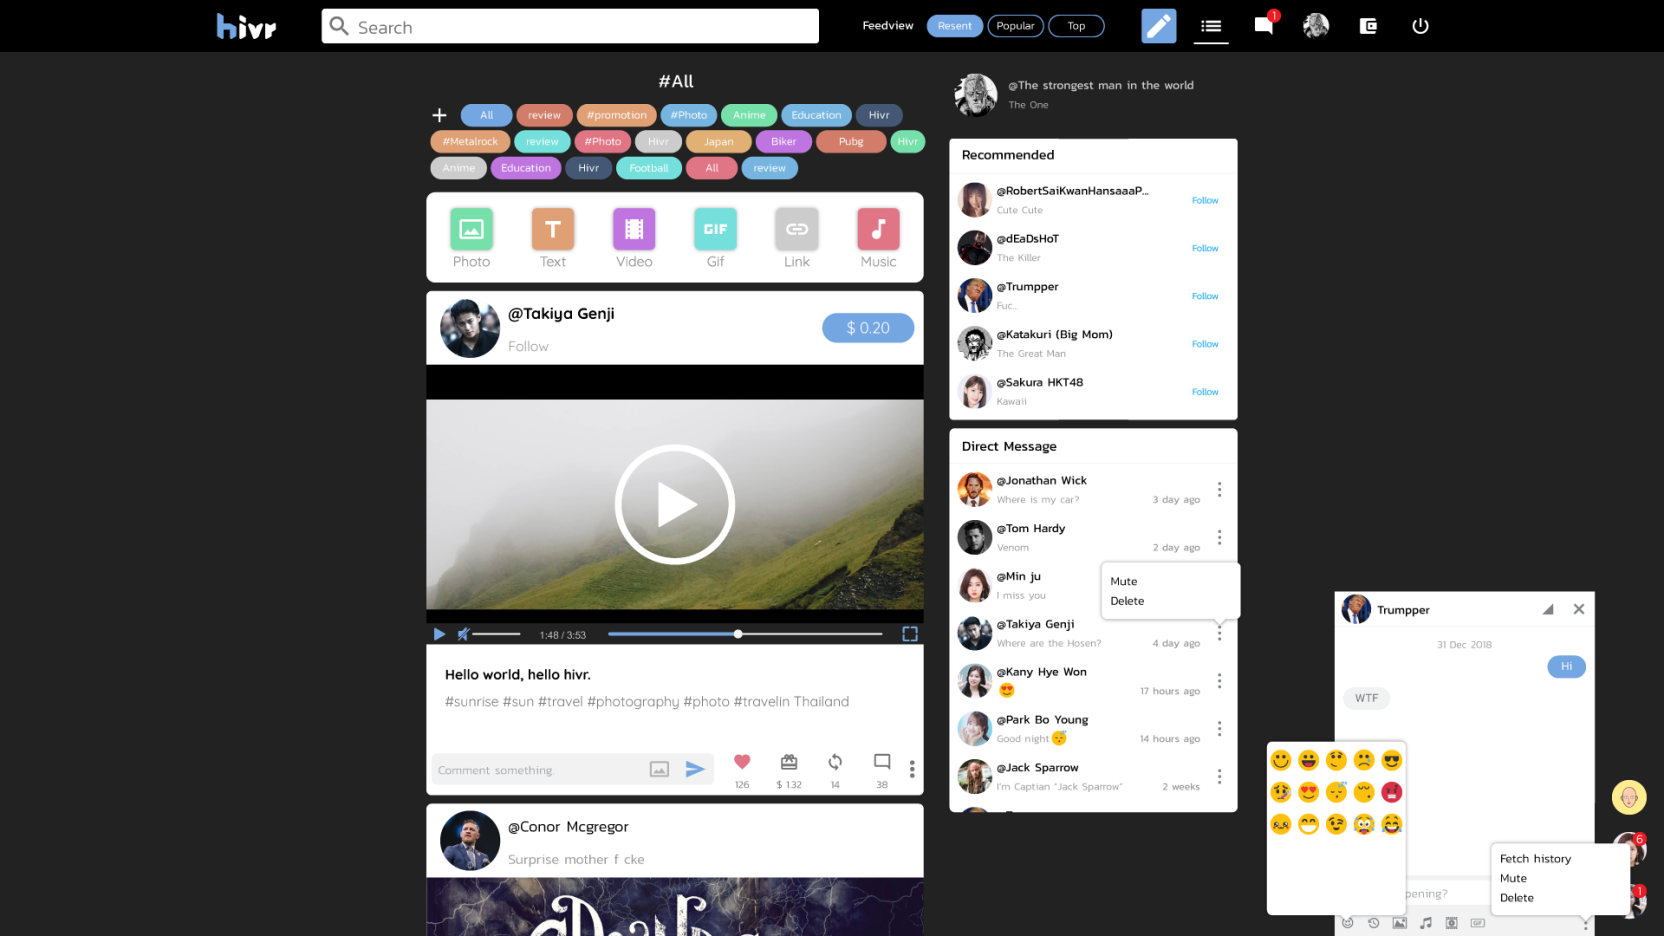 hivr
Search
Feedview Resent Popular Top
1
#All
All review #promotion #Photo Anime Education Hivr
#Metalrock review #Photo Hivr Japan Biker Pubg Hivr
Anime Education Hivr Football All review
GIF
Photo Text Video Gif Link Music
@Takiya Genji
Follow
$ 0.20
1:48 / 3:53
Hello world, hello hivr.
#sunrise #sun #travel #photography #photo #travelin Thailand
Comment something.
126 $ 1.32 14 38
@Conor Mcgregor
Surprise mother f cke
@The strongest man in the world
The One
Recommended
@RobertSaiKwanHansaaaP...
Cute Cute
Follow
@dEaDsHoT
The Killer
Follow
@Trumpper
Fuc..
Follow
@Katakuri (Big Mom)
The Great Man
Follow
@Sakura HKT48
Kawaii
Follow
Direct Message
@Jonathan Wick
Where is my car? 3 day ago
@Tom Hardy
Venom 2 day ago
@Min ju
I miss you
Mute
Delete
@Takiya Genji
Where are the Hosen? 4 day ago
@Kany Hye Won
😍 17 hours ago
@Park Bo Young
Good night😴 14 hours ago
@Jack Sparrow
I'm Captian "Jack Sparrow" 2 weeks
Trumpper
31 Dec 2018
Hi
WTF
6
1
Fetch history
Mute
Delete
pening?
GIF